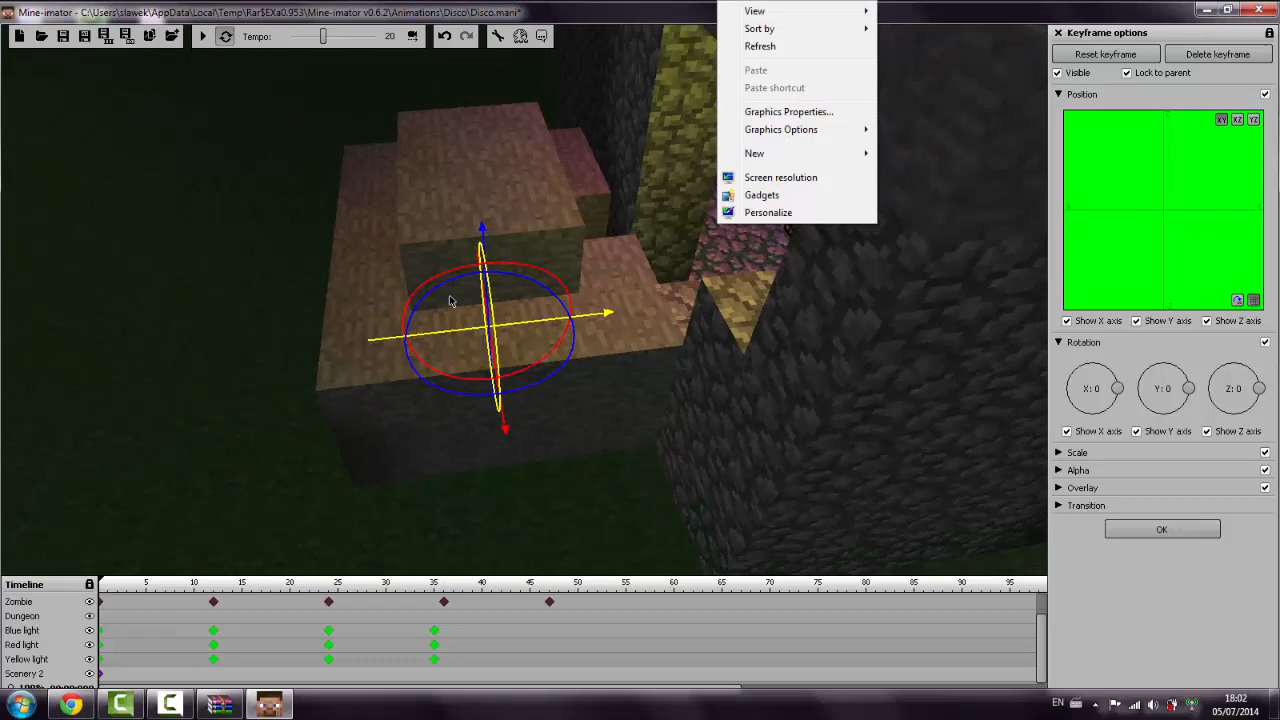 Mine-imator - C:\Users\slawek\AppData\Local\Temp\Rar$EXa0.953\Mine-imator v0.6.2\Animations\Disco\Disco.mani*
Tempo: 20
View
Sort by
Refresh
Paste
Paste shortcut
Graphics Properties...
Graphics Options
New
Screen resolution
Gadgets
Personalize
Keyframe options
Reset keyframe Delete keyframe
Visible Lock to parent
Position
XY XZ YZ
Show X axis Show Y axis Show Z axis
Rotation
X: 0 Y: 0 Z: 0
Show X axis Show Y axis Show Z axis
Scale
Alpha
Overlay
Transition
OK
Timeline 5 10 15 20 25 30 35 40 45 50 55 60 65 70 75 80 85 90 95
Zombie
Dungeon
Blue light
Red light
Yellow light
Scenery 2
EN
18:02
05/07/2014